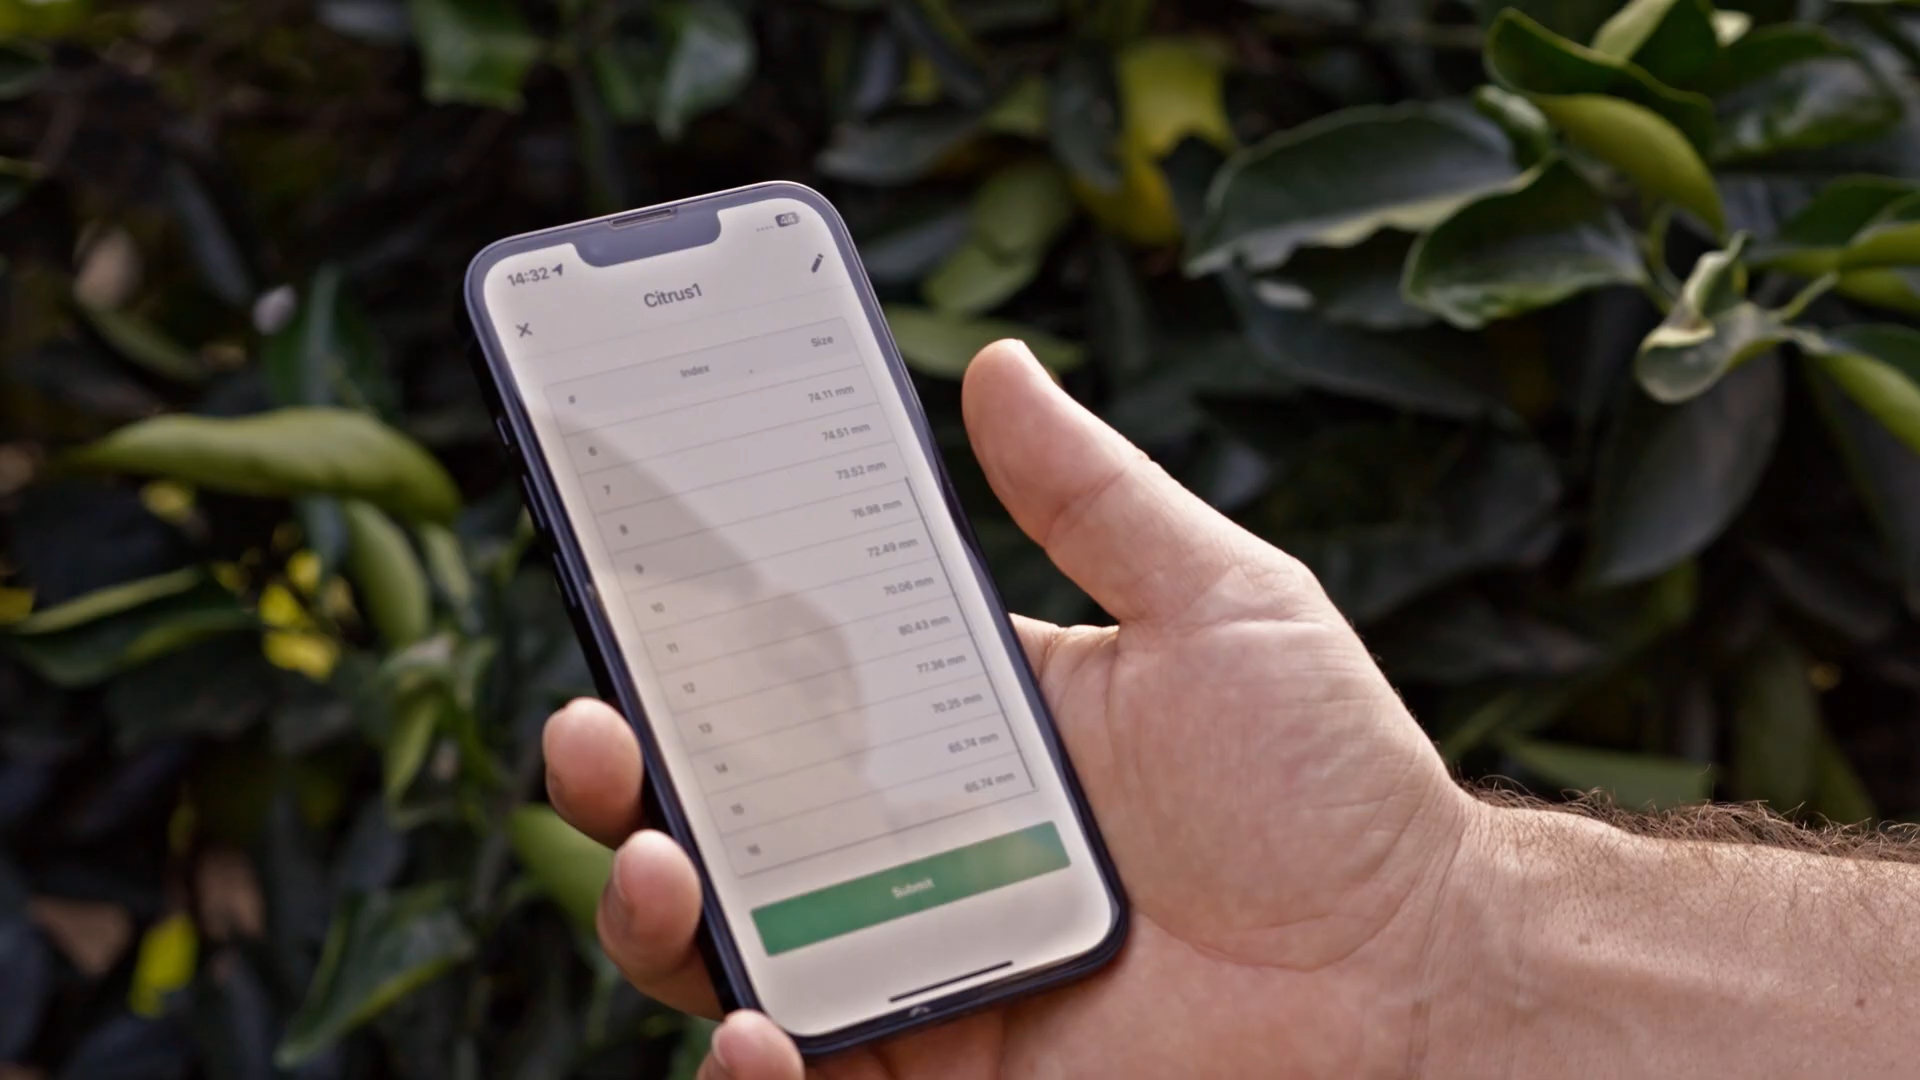 14:32 44
Citrus1
# Index Size
6 74.11 mm
7 74.51 mm
8 73.52 mm
9 76.98 mm
10 72.49 mm
11 70.06 mm
12 80.43 mm
13 77.36 mm
14 70.25 mm
15 65.74 mm
16 65.74 mm
Submit